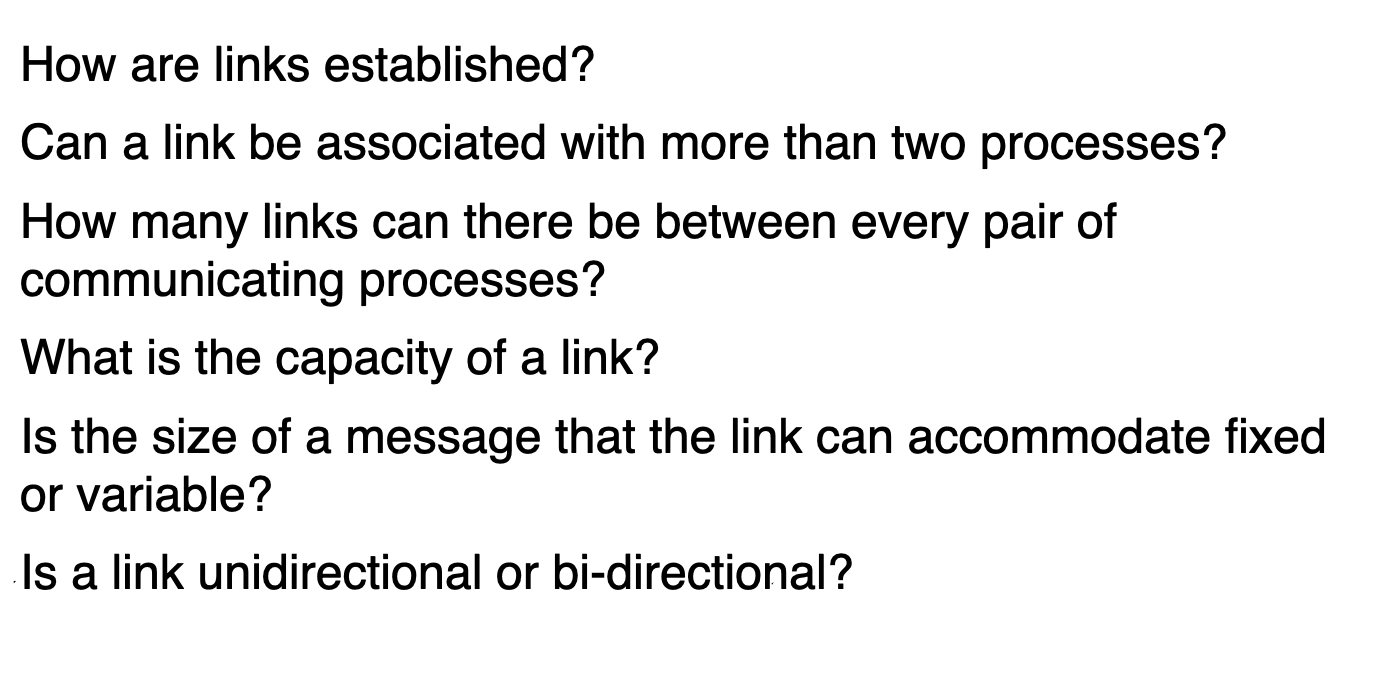 How are links established?
Can a link be associated with more than two processes?
How many links can there be between every pair of
communicating processes?
What is the capacity of a link?
Is the size of a message that the link can accommodate fixed
or variable?
Is a link unidirectional or bi-directional?